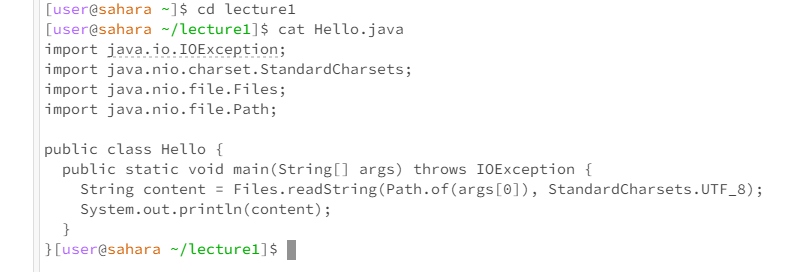 [user@sahara ~]$ cd lecture1
[user@sahara ~/lecture1]$ cat Hello.java
import java.io.IOException;
import java.nio.charset.StandardCharsets;
import java.nio.file.Files;
import java.nio.file.Path;

public class Hello {
  public static void main(String[] args) throws IOException {
    String content = Files.readString(Path.of(args[0]), StandardCharsets.UTF_8);
    System.out.println(content);
  }
}[user@sahara ~/lecture1]$